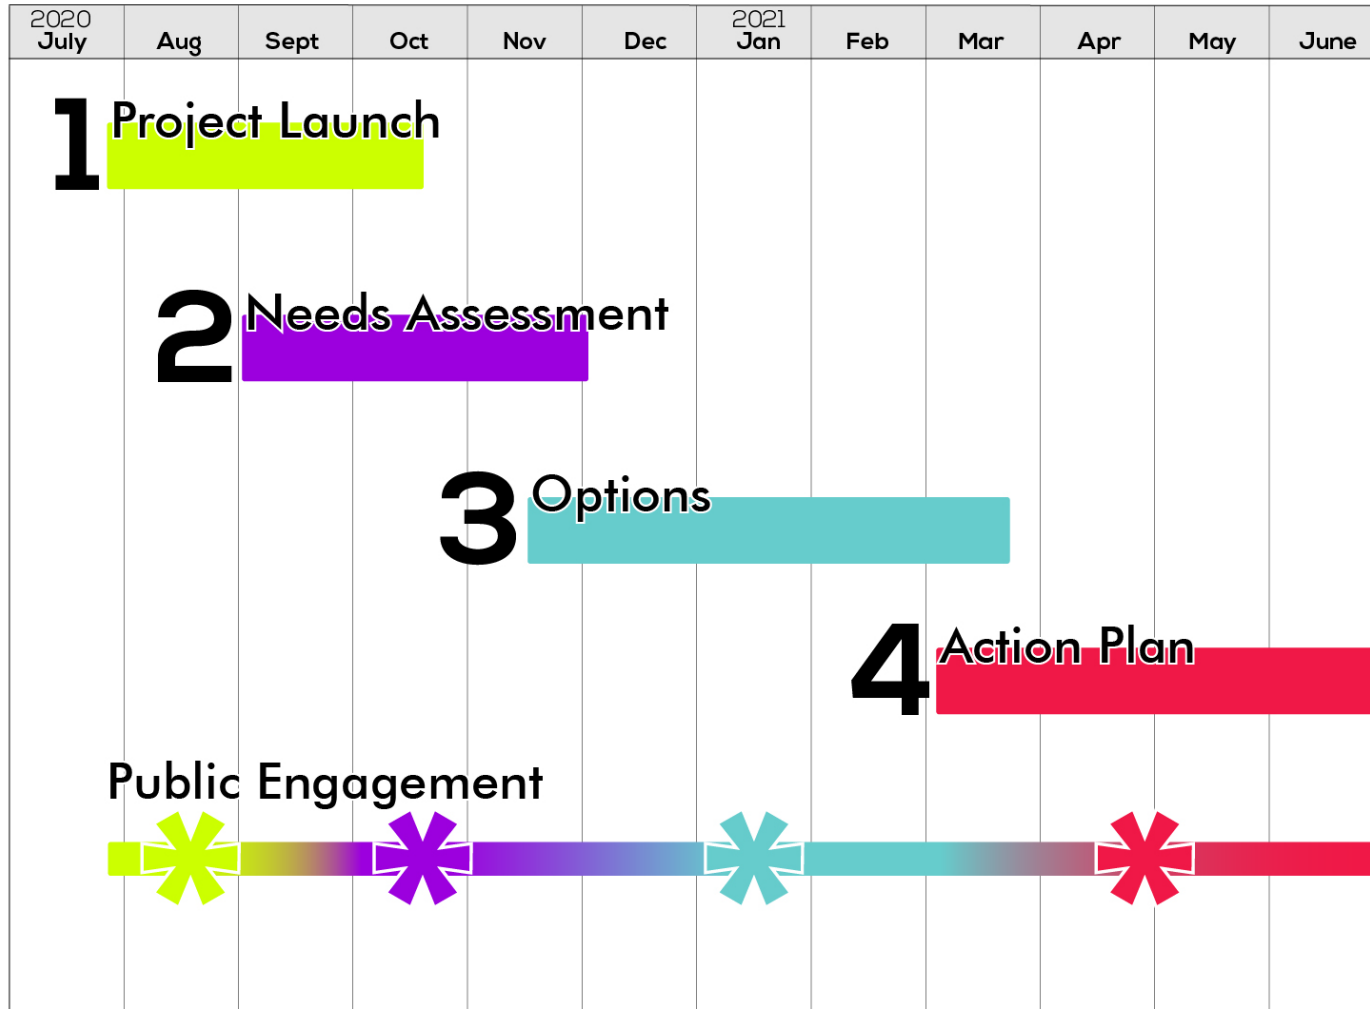 2020
2021
July Aug Sept Oct Nov Dec Jan Feb Mar Apr May June
1 Project Launch
2 Needs Assessment
3 Options
4 Action Plan
Public Engagement